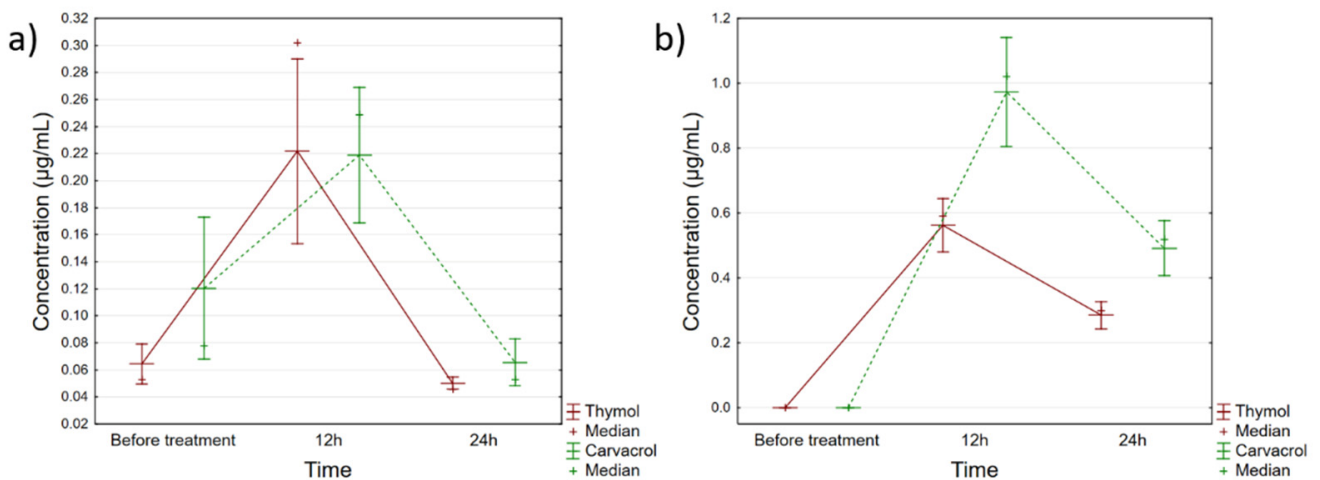 a)
Concentration (µg/mL)
0.32
0.30
0.28
0.26
0.24
0.22
0.20
0.18
0.16
0.14
0.12
0.10
0.08
0.06
0.04
0.02
Before treatment 12h 24h
Time
Thymol
Median
Carvacrol
Median
b)
Concentration (µg/mL)
1.2
1.0
0.8
0.6
0.4
0.2
0.0
Before treatment 12h 24h
Time
Thymol
Median
Carvacrol
Median